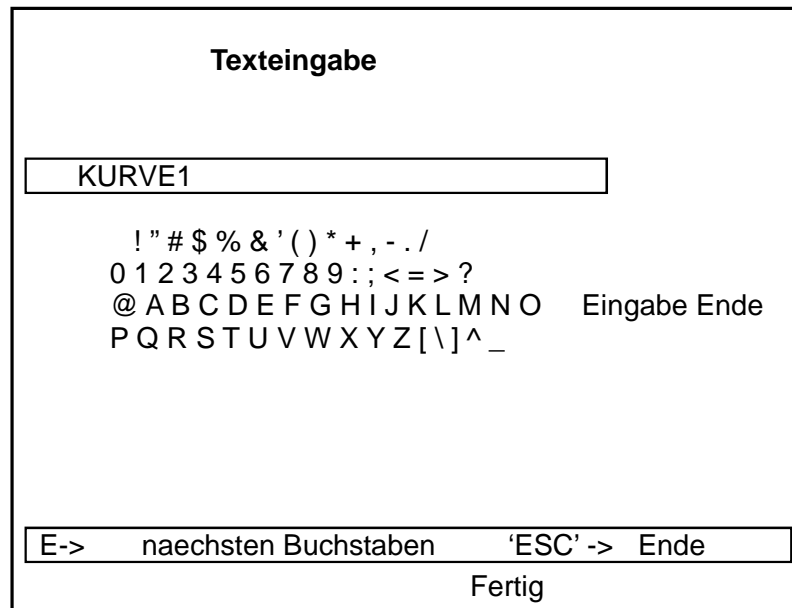 Texteingabe
KURVE1
! ” # $ % & ’ ( ) * + , - . /
0 1 2 3 4 5 6 7 8 9 : ; < = > ?
@ A B C D E F G H I J K L M N O Eingabe Ende
P Q R S T U V W X Y Z [ \ ] ^ _
E-> naechsten Buchstaben ‘ESC’ -> Ende
Fertig